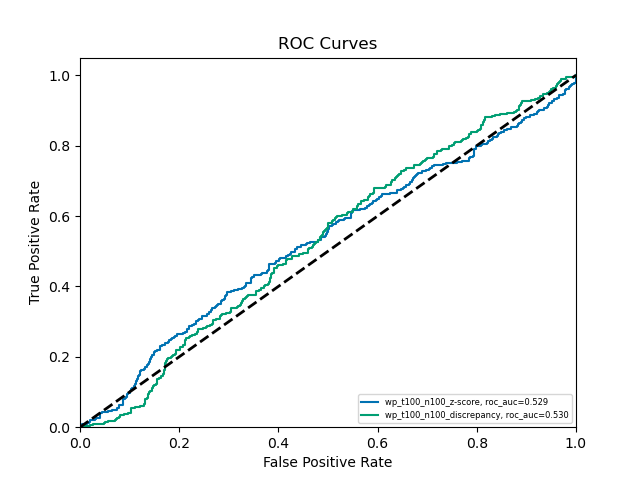 ROC Curves
True Positive Rate
1.0
0.8
0.6
0.4
0.2
0.0
0.0 0.2 0.4 0.6 0.8 1.0
False Positive Rate
wp_t100_n100_z-score, roc_auc=0.529
wp_t100_n100_discrepancy, roc_auc=0.530